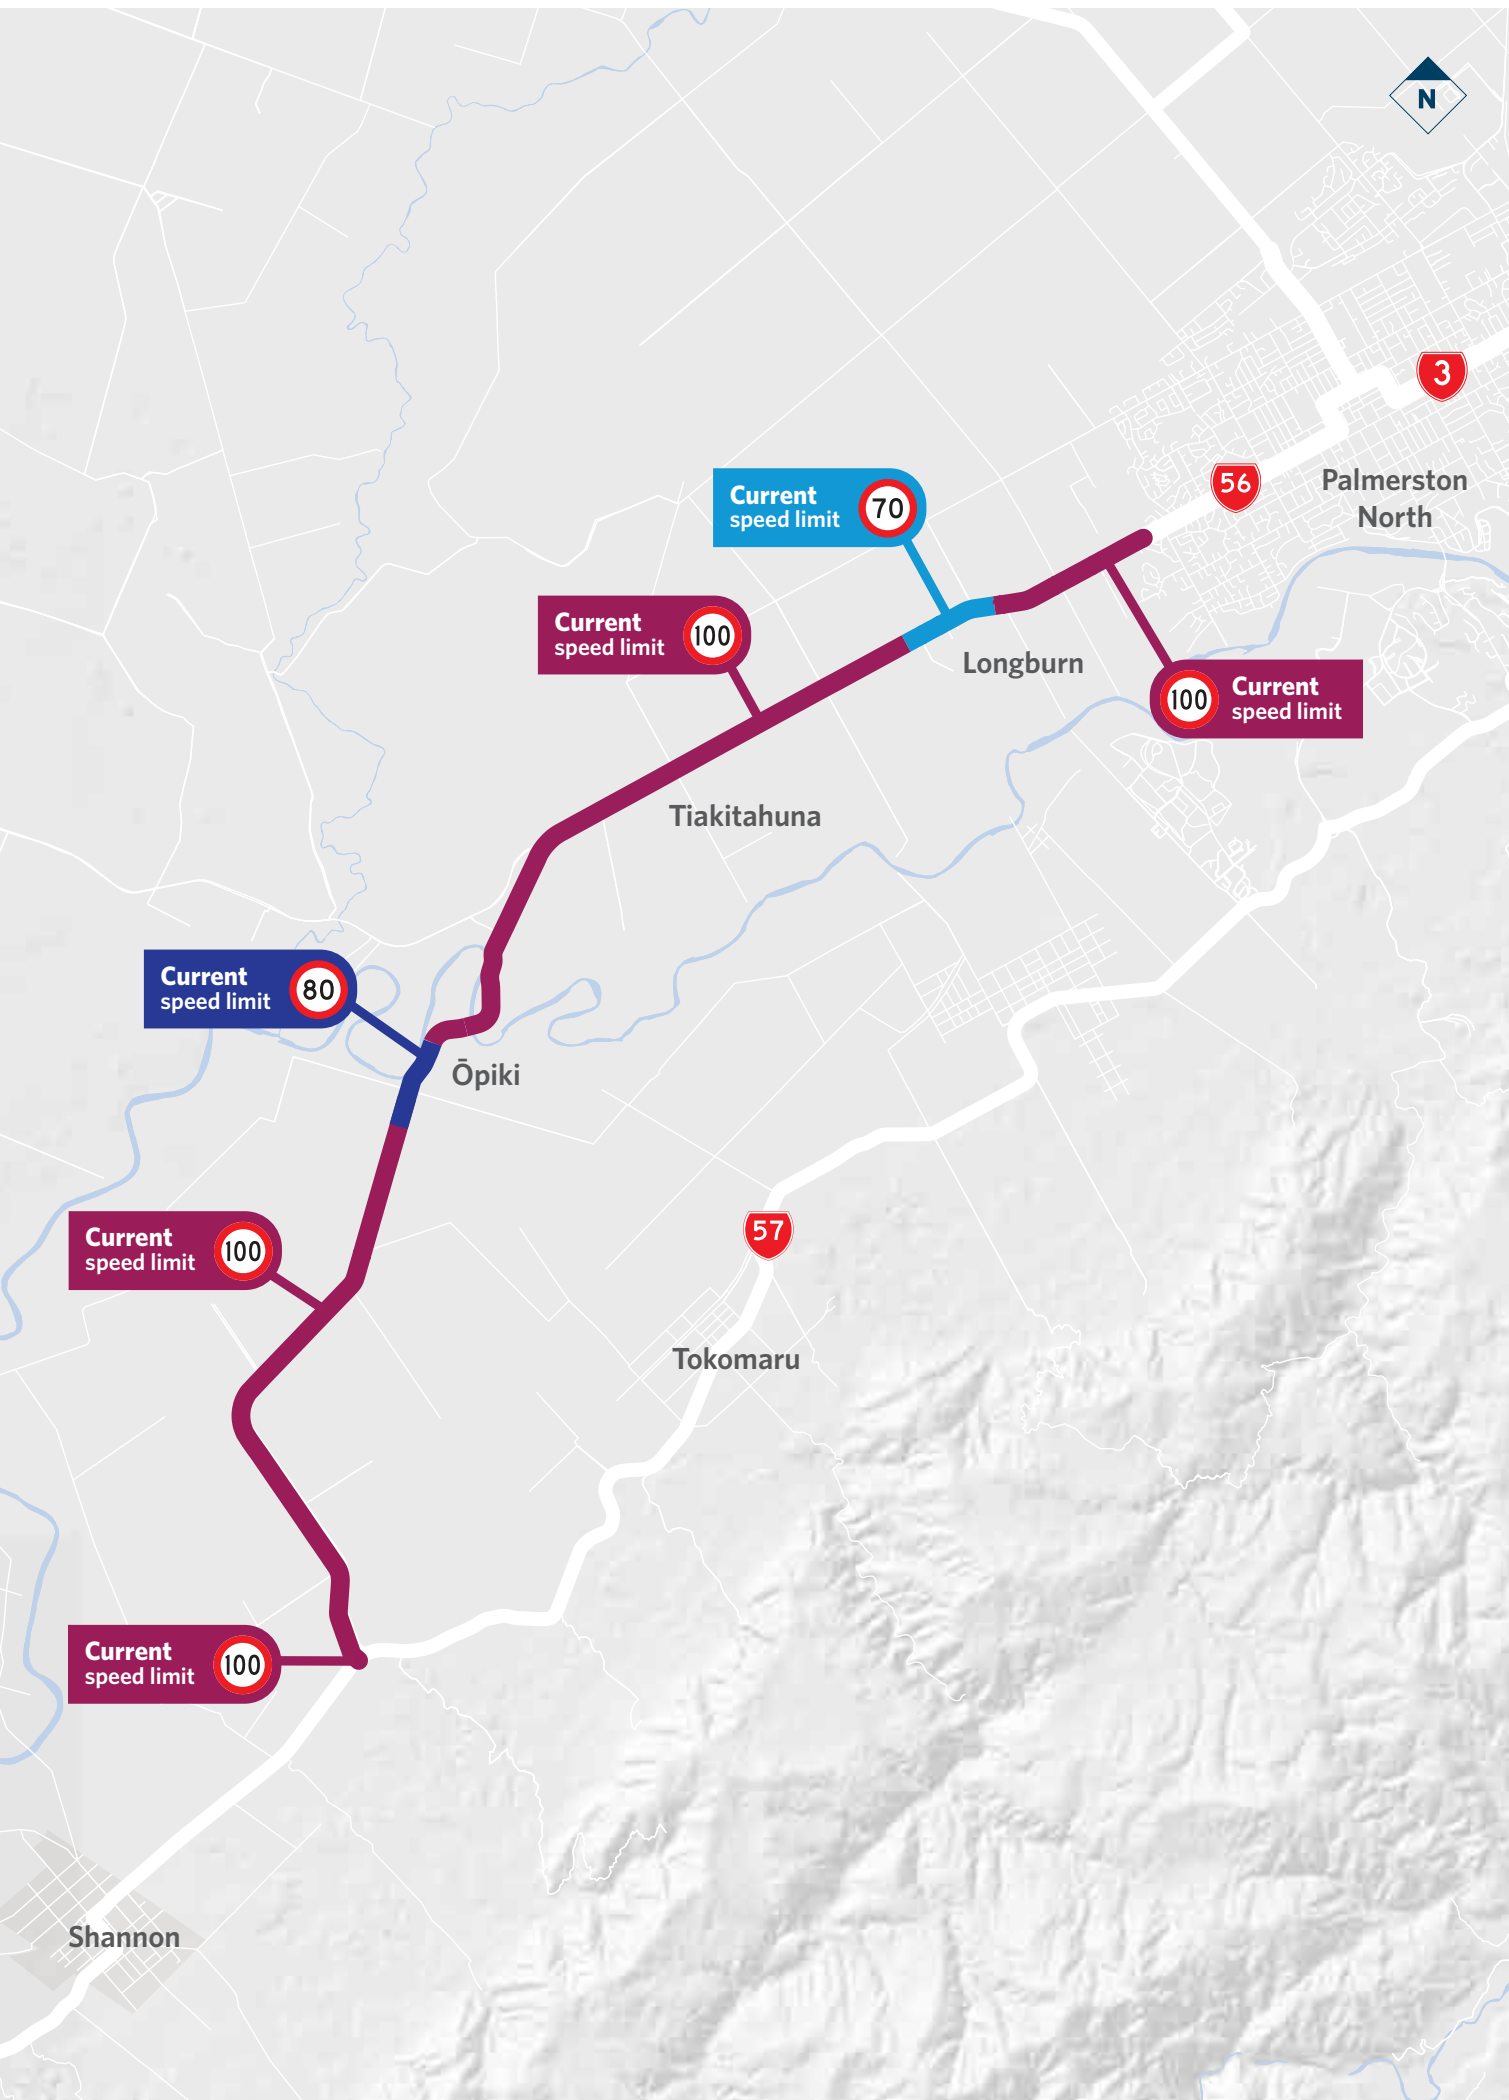 N
3
56
Palmerston
North
Current
speed limit
70
Current
speed limit
100
Longburn
100
Current
speed limit
Tiakitahuna
Current
speed limit
80
Ōpiki
Current
speed limit
100
57
Tokomaru
Current
speed limit
100
Shannon